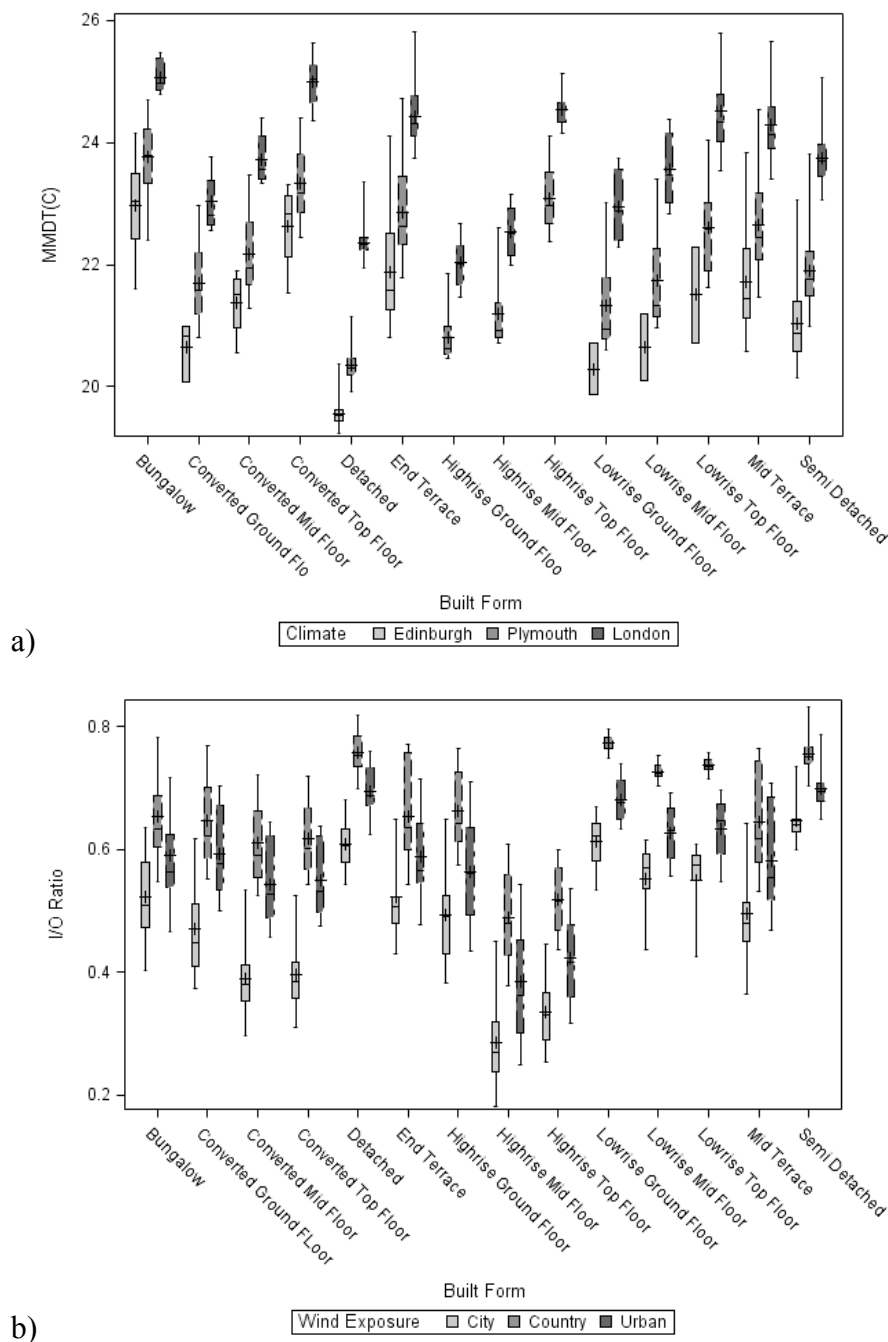 26
24
22
20
MMDT(C)
Bungalow
Converted Ground Flo
Converted Mid Floor
Converted Top Floor
Detached
End Terrace
Highrise Ground Floo
Highrise Mid Floor
Highrise Top Floor
Lowrise Ground Floor
Lowrise Mid Floor
Lowrise Top Floor
Mid Terrace
Semi Detached
Built Form
Climate Edinburgh Plymouth London
a)
0.8
0.6
0.4
0.2
I/O Ratio
Bungalow
Converted Ground FLoor
Converted Mid Floor
Converted Top Floor
Detached
End Terrace
Highrise Ground Floor
Highrise Mid Floor
Highrise Top Floor
Lowrise Ground Floor
Lowrise Mid Floor
Lowrise Top Floor
Mid Terrace
Semi Detached
Built Form
Wind Exposure City Country Urban
b)